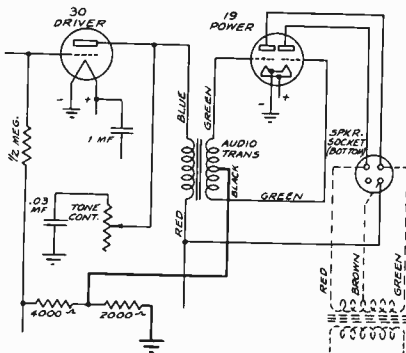 30
DRIVER
19
POWER
-
+
1 MF
½ MEG.
.03
MF
TONE
CONT.
BLUE
GREEN
AUDIO
TRANS
BLACK
GREEN
RED
-
+
SPKR.
SOCKET
(BOTTOM)
RED
BROWN
GREEN
4000 Ω
2000 Ω